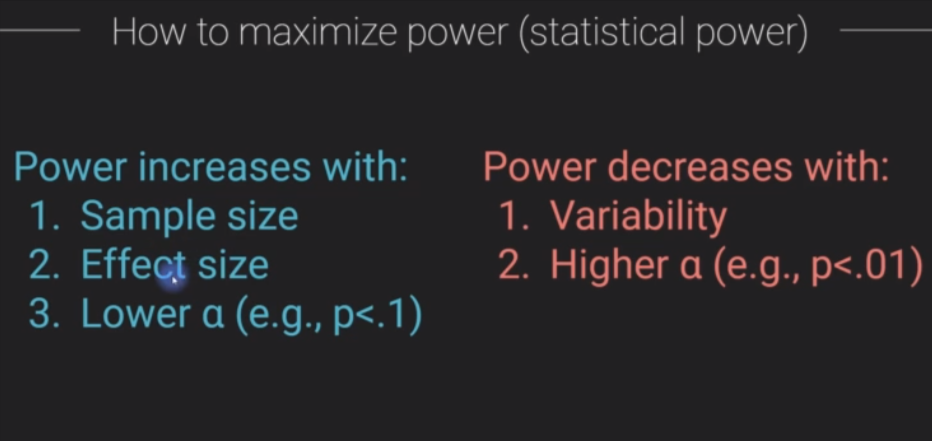 How to maximize power (statistical power)
Power increases with:
1. Sample size
2. Effect size
3. Lower α (e.g., p<.1)
Power decreases with:
1. Variability
2. Higher α (e.g., p<.01)